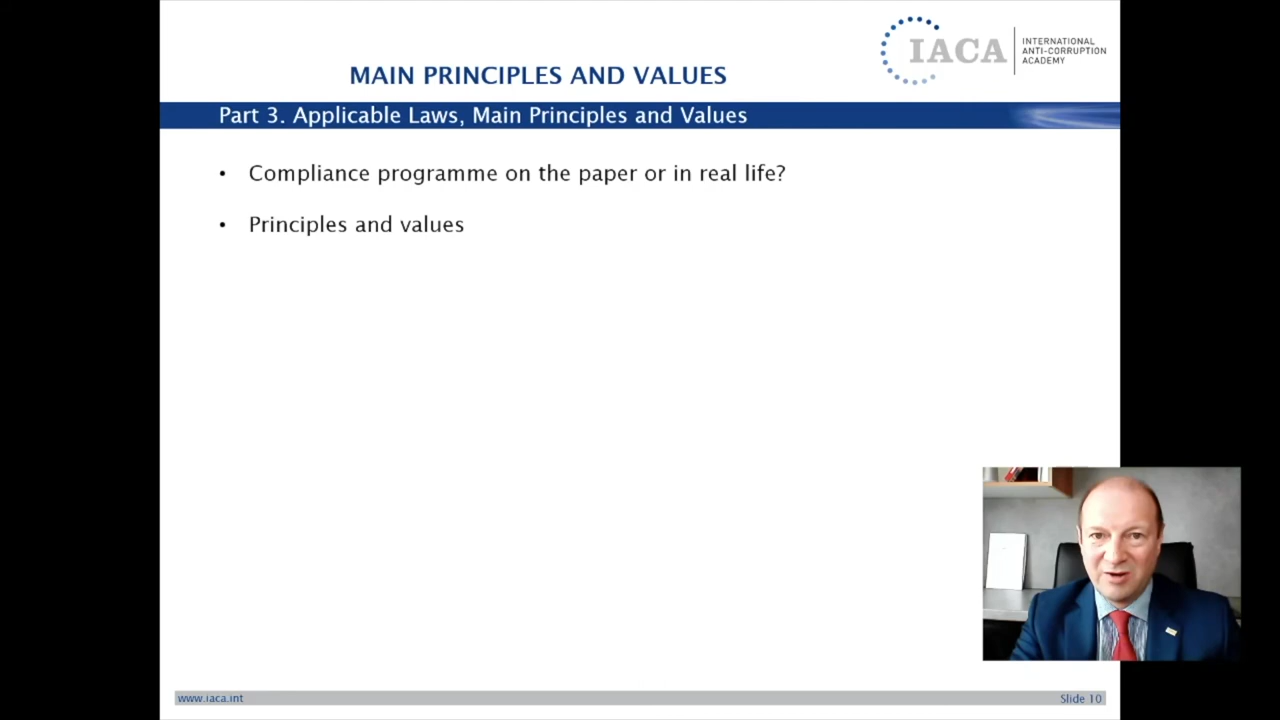 MAIN PRINCIPLES AND VALUES
IACA
INTERNATIONAL
ANTI-CORRUPTION
ACADEMY
Part 3. Applicable Laws, Main Principles and Values
• Compliance programme on the paper or in real life?
• Principles and values
www.iaca.int
Slide 10